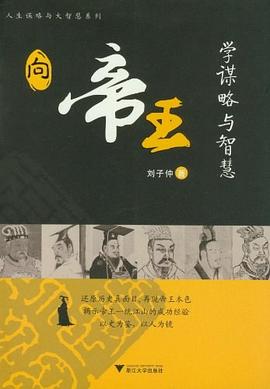 人生谋略与大智慧系列
向
帝王
学谋略与智慧
刘子仲 著
还原历史真面目，再说帝王本色
揭示帝王一统江山的成功经验
以史为鉴，以人为镜
浙江大学出版社